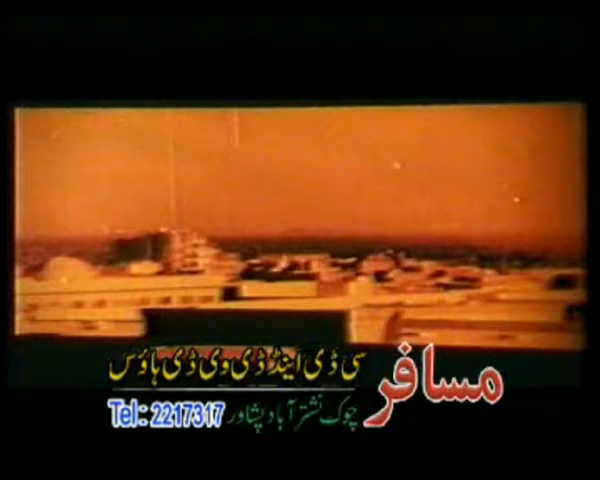 مسافر
سی ڈی اینڈ ڈی وی ڈی ہاؤس
چوک نشتر آباد پشاور Tel: 2217317